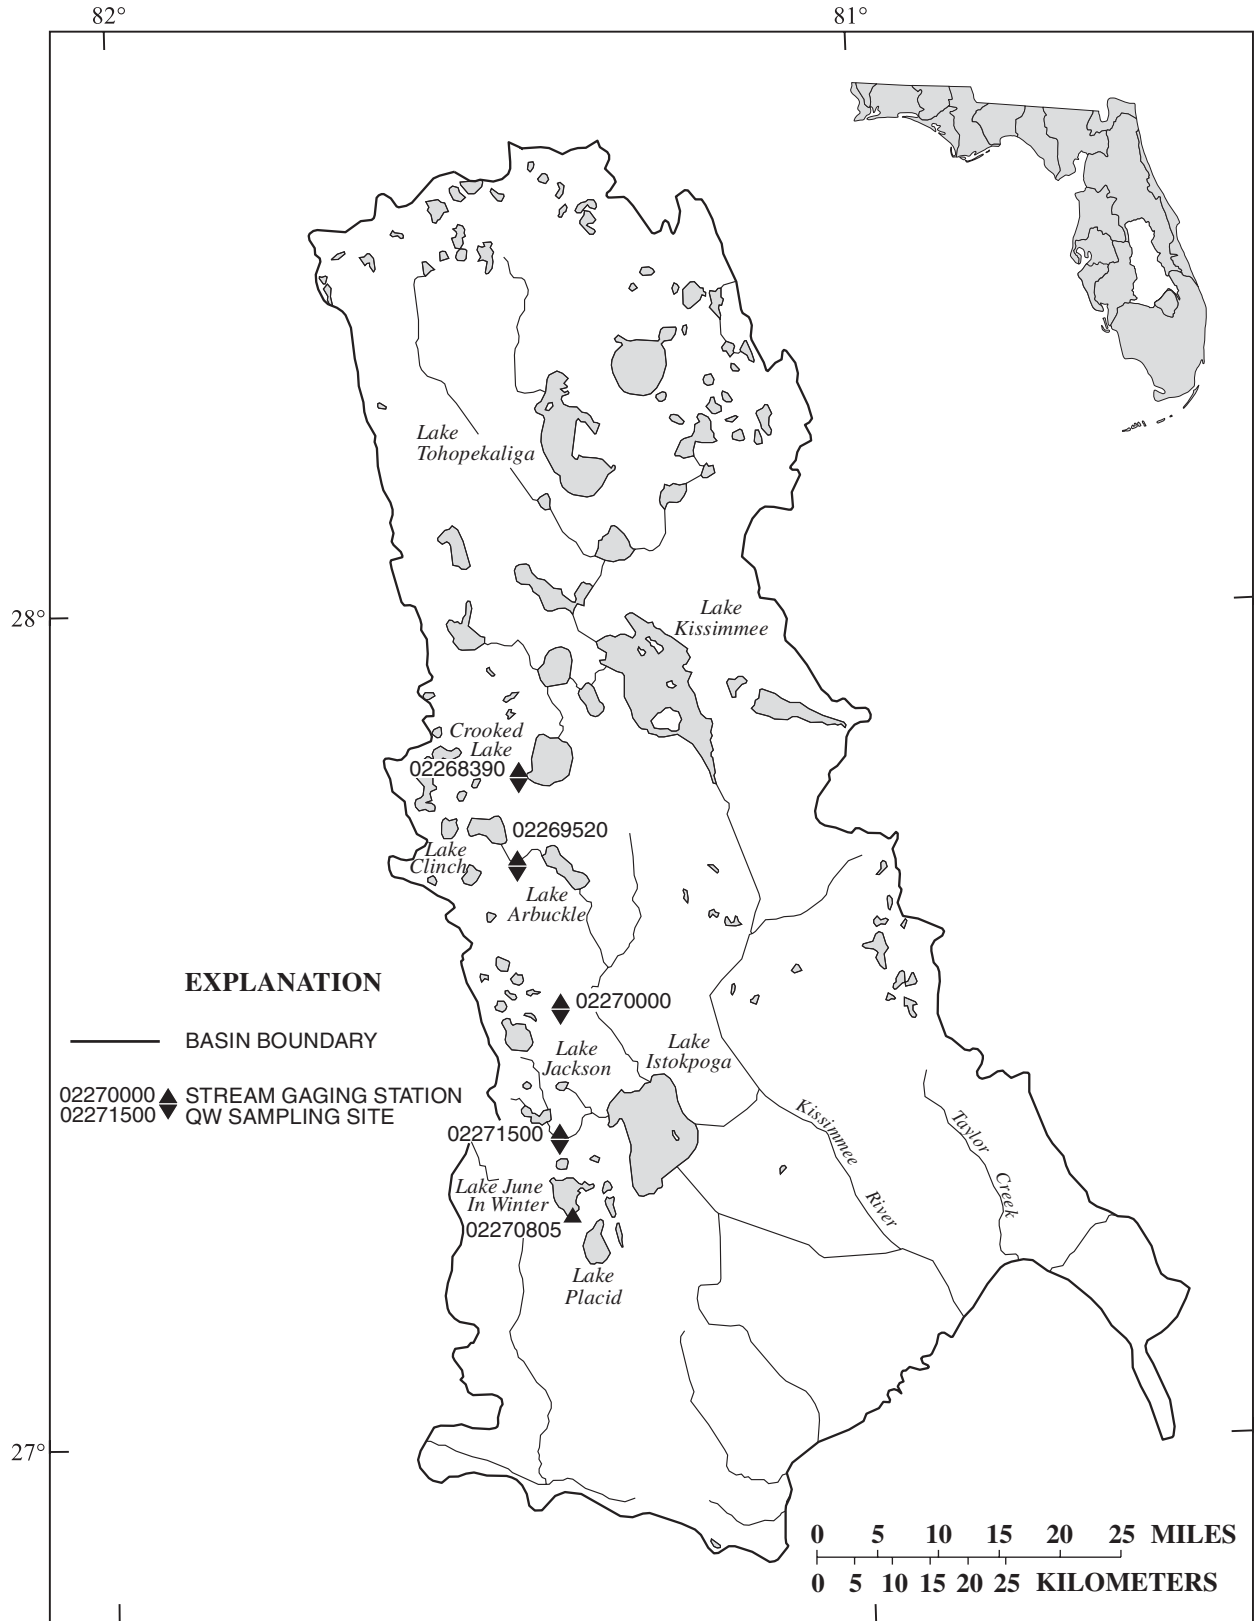 82°
81°
Lake
Tohopekaliga
28°
Lake
Kissimmee
Crooked
Lake
02268390
02269520
Lake
Clinch
Lake
Arbuckle
EXPLANATION
BASIN BOUNDARY
02270000
STREAM GAGING STATION
02271500
QW SAMPLING SITE
02270000
Lake
Jackson
Lake
Istokpoga
02271500
Kissimmee
River
Taylor
Creek
Lake June
In Winter
02270805
Lake
Placid
27°
0 5 10 15 20 25 MILES
0 5 10 15 20 25 KILOMETERS